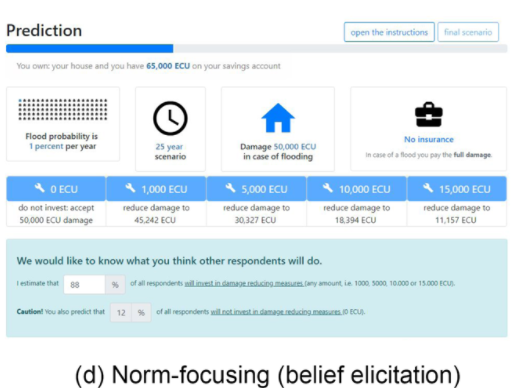 Prediction
open the instructions
final scenario
You own: your house and you have 65,000 ECU on your savings account
Flood probability is
1 percent per year
25 year
scenario
Damage 50,000 ECU
in case of flooding
No insurance
In case of a flood you pay the full damage.
0 ECU
1,000 ECU
5,000 ECU
10,000 ECU
15,000 ECU
do not invest: accept
50,000 ECU damage
reduce damage to
45,242 ECU
reduce damage to
30,327 ECU
reduce damage to
18,394 ECU
reduce damage to
11,157 ECU
We would like to know what you think other respondents will do.
I estimate that 88 % of all respondents will invest in damage reducing measures (any amount, i.e. 1000, 5000, 10.000 or 15.000 ECU).
Caution! You also predict that 12 % of all respondents will not invest in damage reducing measures (0 ECU).
(d) Norm-focusing (belief elicitation)